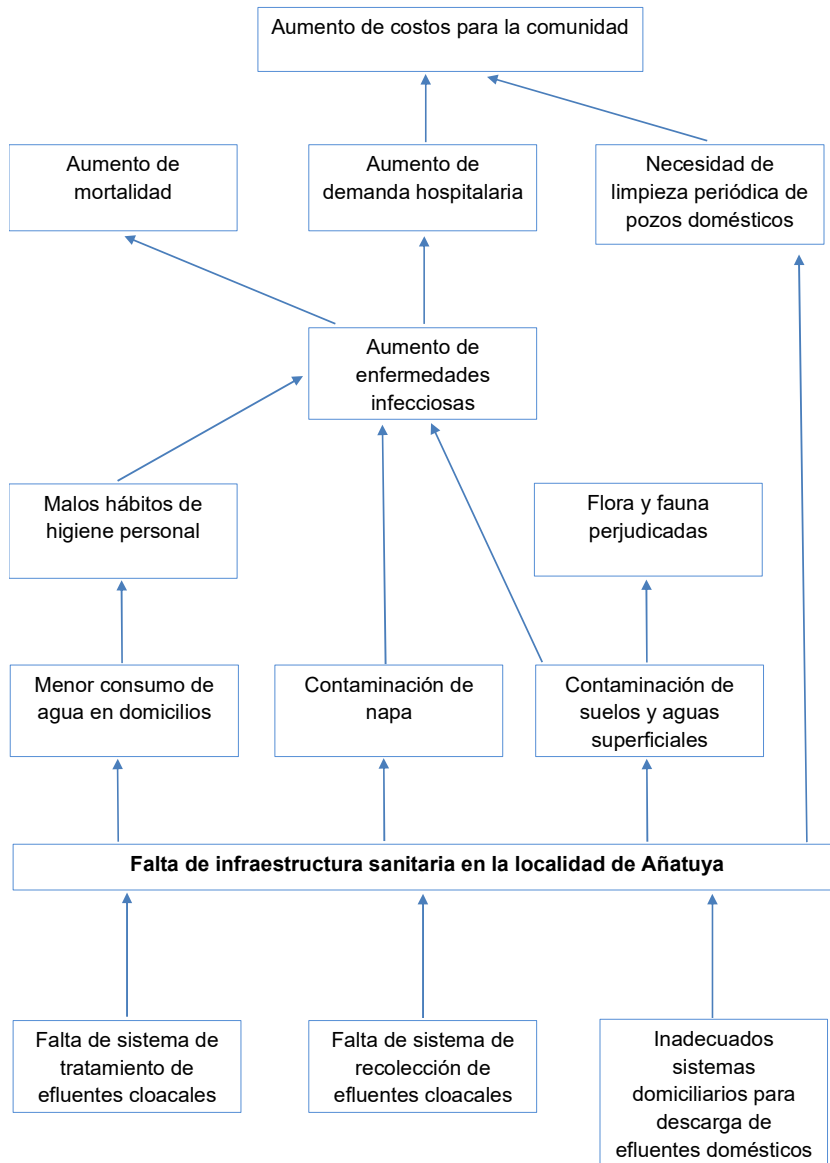 Aumento de costos para la comunidad
Aumento de
mortalidad
Aumento de
demanda hospitalaria
Necesidad de
limpieza periódica de
pozos domésticos
Aumento de
enfermedades
infecciosas
Malos hábitos de
higiene personal
Flora y fauna
perjudicadas
Menor consumo de
agua en domicilios
Contaminación de
napa
Contaminación de
suelos y aguas
superficiales
Falta de infraestructura sanitaria en la localidad de Añatuya
Falta de sistema de
tratamiento de
efluentes cloacales
Falta de sistema de
recolección de
efluentes cloacales
Inadecuados
sistemas
domiciliarios para
descarga de
efluentes domésticos